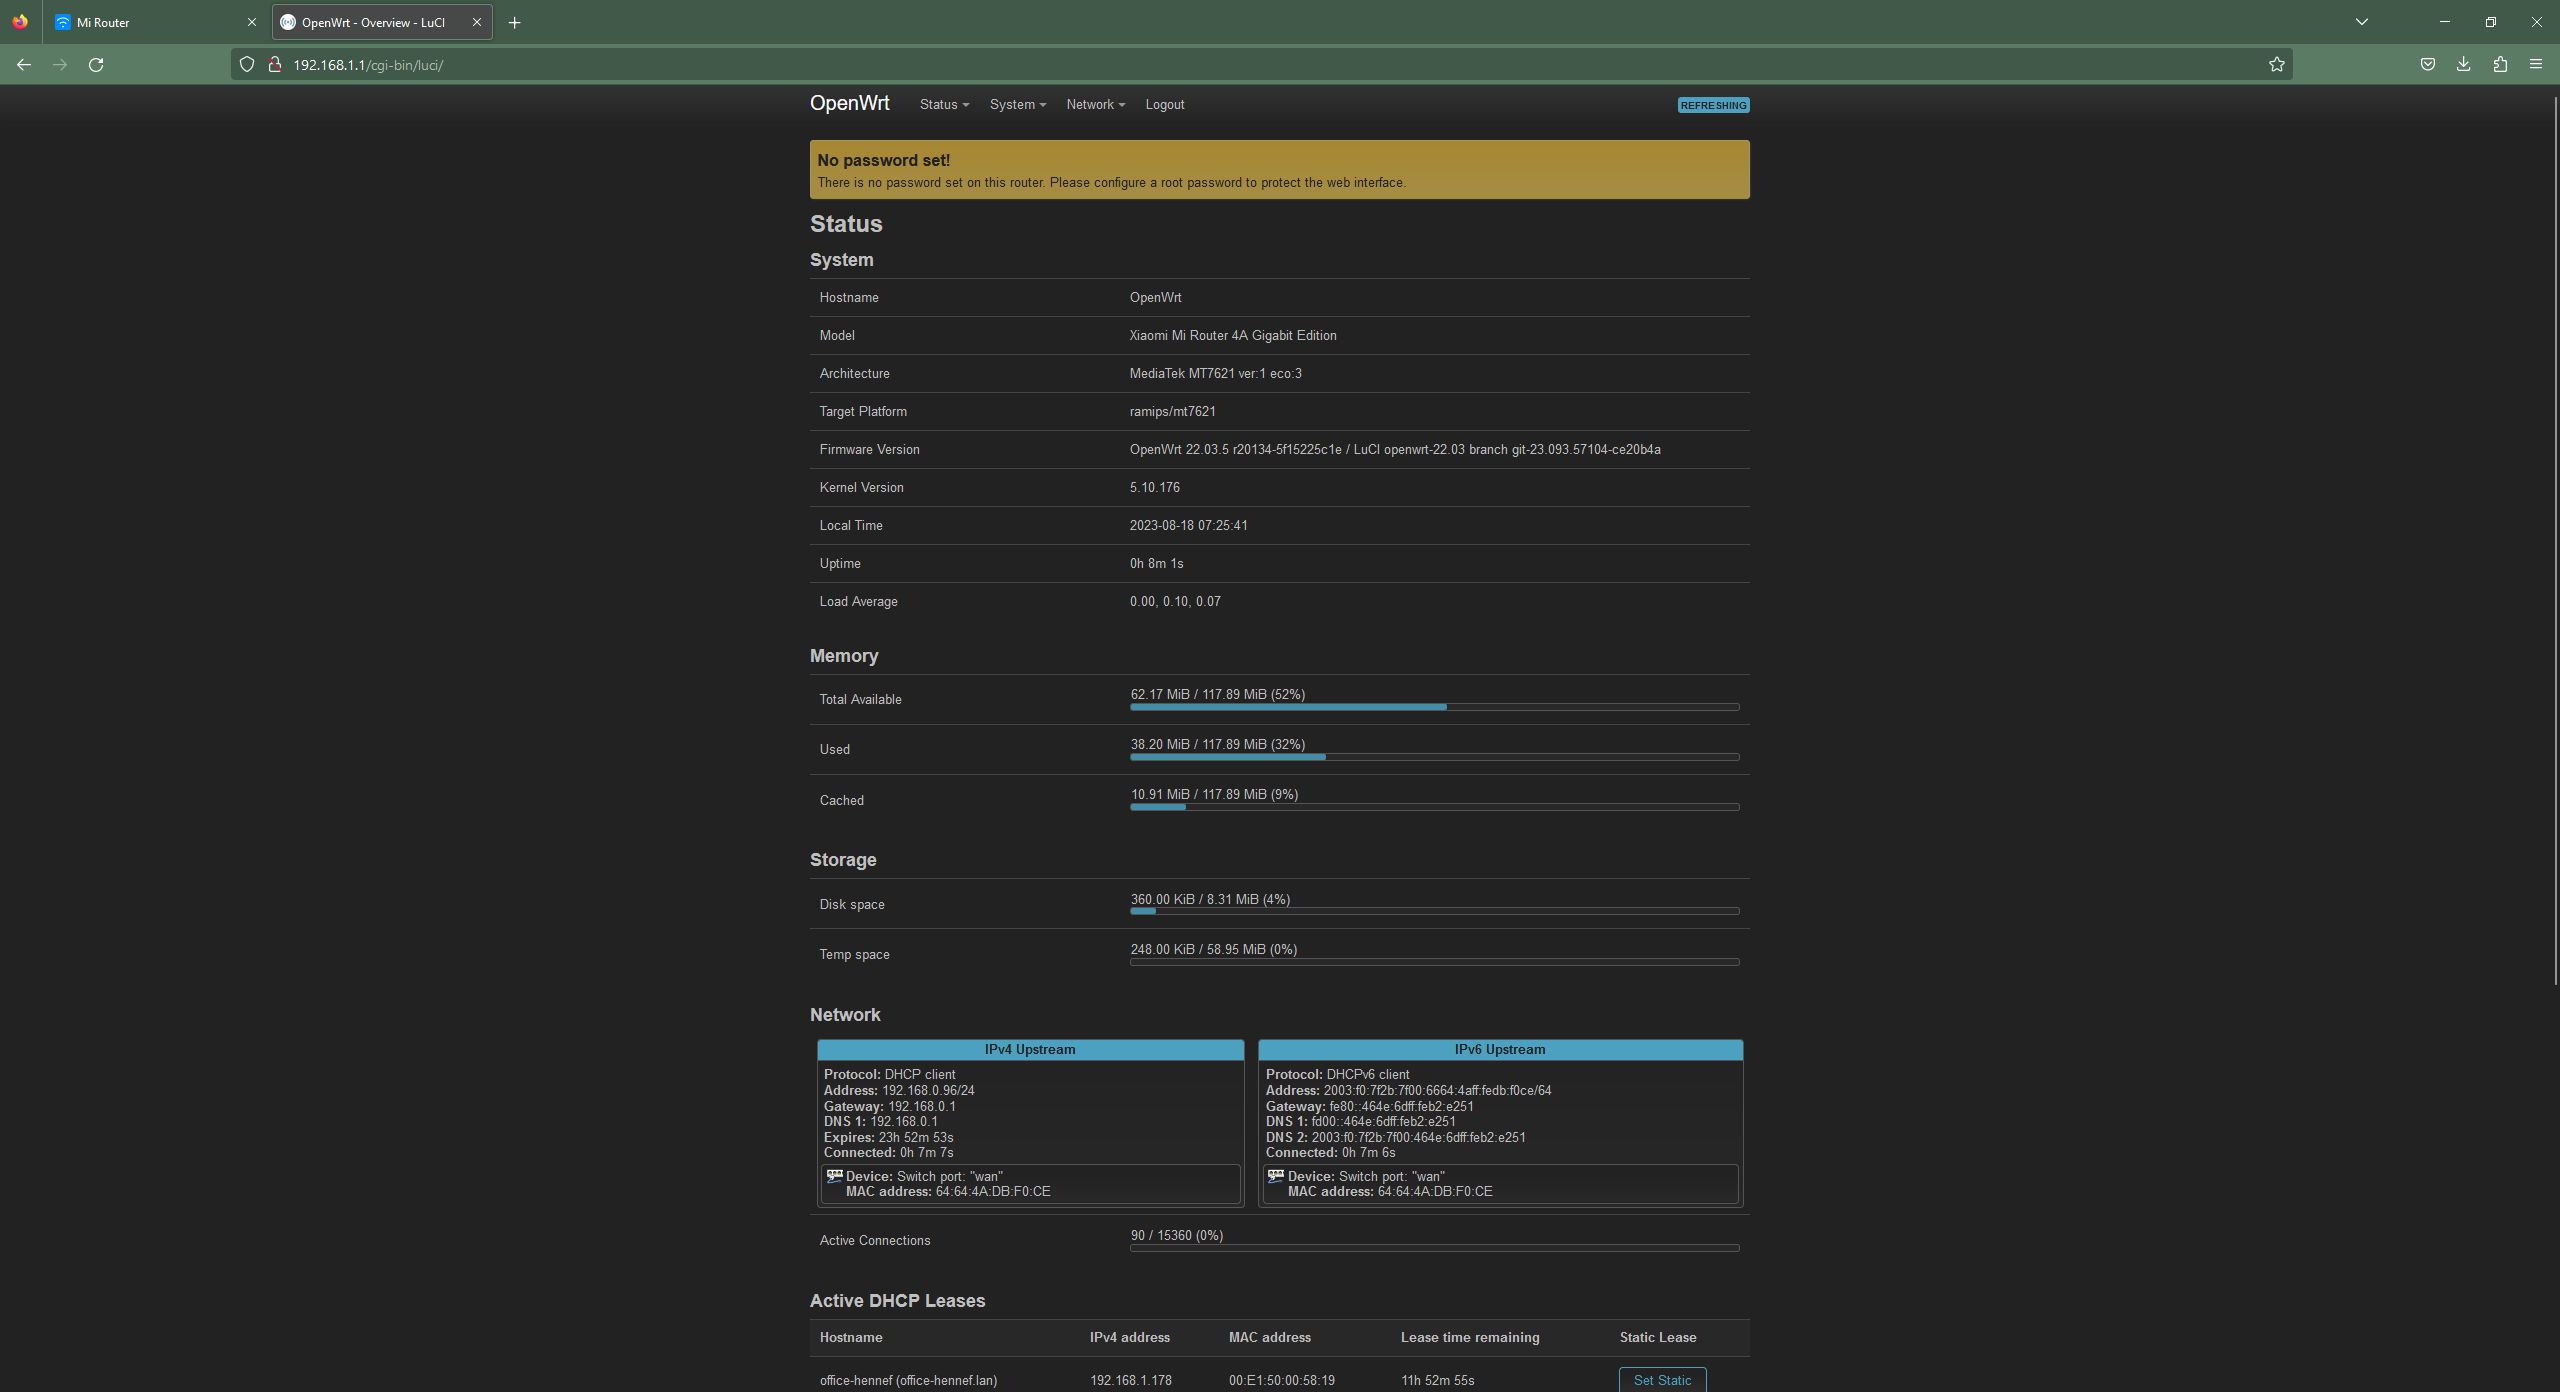 Mi Router
OpenWrt - Overview - LuCI
192.168.1.1/cgi-bin/luci/
OpenWrt Status System Network Logout REFRESHING
No password set!
There is no password set on this router. Please configure a root password to protect the web interface.
Status
System
Hostname OpenWrt
Model Xiaomi Mi Router 4A Gigabit Edition
Architecture MediaTek MT7621 ver:1 eco:3
Target Platform ramips/mt7621
Firmware Version OpenWrt 22.03.5 r20134-5f15225c1e / LuCI openwrt-22.03 branch git-23.093.57104-ce20b4a
Kernel Version 5.10.176
Local Time 2023-08-18 07:25:41
Uptime 0h 8m 1s
Load Average 0.00, 0.10, 0.07
Memory
Total Available 62.17 MiB / 117.89 MiB (52%)
Used 38.20 MiB / 117.89 MiB (32%)
Cached 10.91 MiB / 117.89 MiB (9%)
Storage
Disk space 360.00 KiB / 8.31 MiB (4%)
Temp space 248.00 KiB / 58.95 MiB (0%)
Network
IPv4 Upstream
Protocol: DHCP client
Address: 192.168.0.96/24
Gateway: 192.168.0.1
DNS 1: 192.168.0.1
Expires: 23h 52m 53s
Connected: 0h 7m 7s
Device: Switch port: "wan"
MAC address: 64:64:4A:DB:F0:CE
IPv6 Upstream
Protocol: DHCPv6 client
Address: 2003:f0:7f2b:7f00:6664:4aff:fedb:f0ce/64
Gateway: fe80::464e:6dff:feb2:e251
DNS 1: fd00::464e:6dff:feb2:e251
DNS 2: 2003:f0:7f2b:7f00:464e:6dff:feb2:e251
Connected: 0h 7m 6s
Device: Switch port: "wan"
MAC address: 64:64:4A:DB:F0:CE
Active Connections 90 / 15360 (0%)
Active DHCP Leases
Hostname IPv4 address MAC address Lease time remaining Static Lease
office-hennef (office-hennef.lan) 192.168.1.178 00:E1:50:00:58:19 11h 52m 55s Set Static